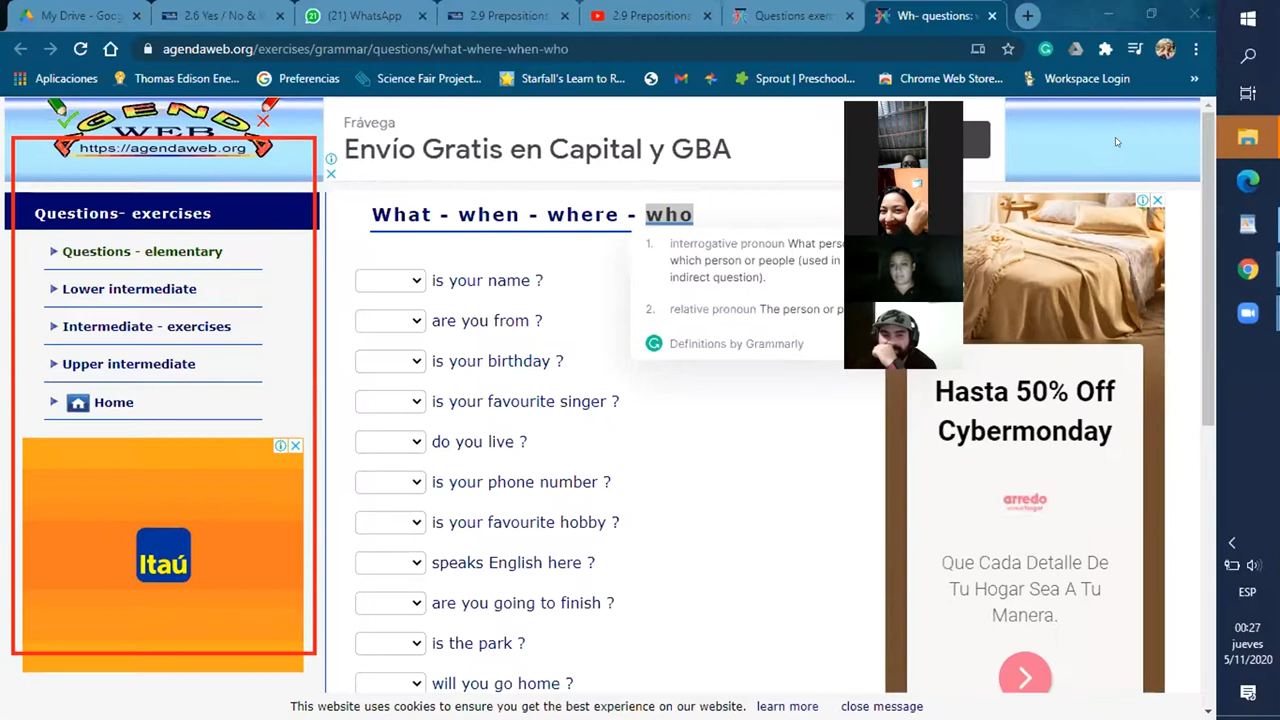 My Drive - Goo
2.6 Yes / No & W
(21) WhatsApp
2.9 Prepositions
2.9 Prepositions
Questions exerc
Wh- questions: w
agendaweb.org/exercises/grammar/questions/what-where-when-who
Aplicaciones
Thomas Edison Ene...
Preferencias
Science Fair Project...
Starfall's Learn to R...
Sprout | Preschool...
Chrome Web Store...
Workspace Login
»
AGENDA
WEB
https://agendaweb.org
Frávega
Envío Gratis en Capital y GBA
Questions- exercises
Questions - elementary
Lower intermediate
Intermediate - exercises
Upper intermediate
Home
Itaú
What - when - where - who
1. interrogative pronoun What pers
which person or people (used in
indirect question).
2. relative pronoun The person or p
Definitions by Grammarly
is your name ?
are you from ?
is your birthday ?
is your favourite singer ?
do you live ?
is your phone number ?
is your favourite hobby ?
speaks English here ?
are you going to finish ?
is the park ?
will you go home ?
Hasta 50% Off
Cybermonday
arredo
Que Cada Detalle De
Tu Hogar Sea A Tu
Manera.
This website uses cookies to ensure you get the best experience on our website. learn more close message
ESP
00:27
jueves
5/11/2020